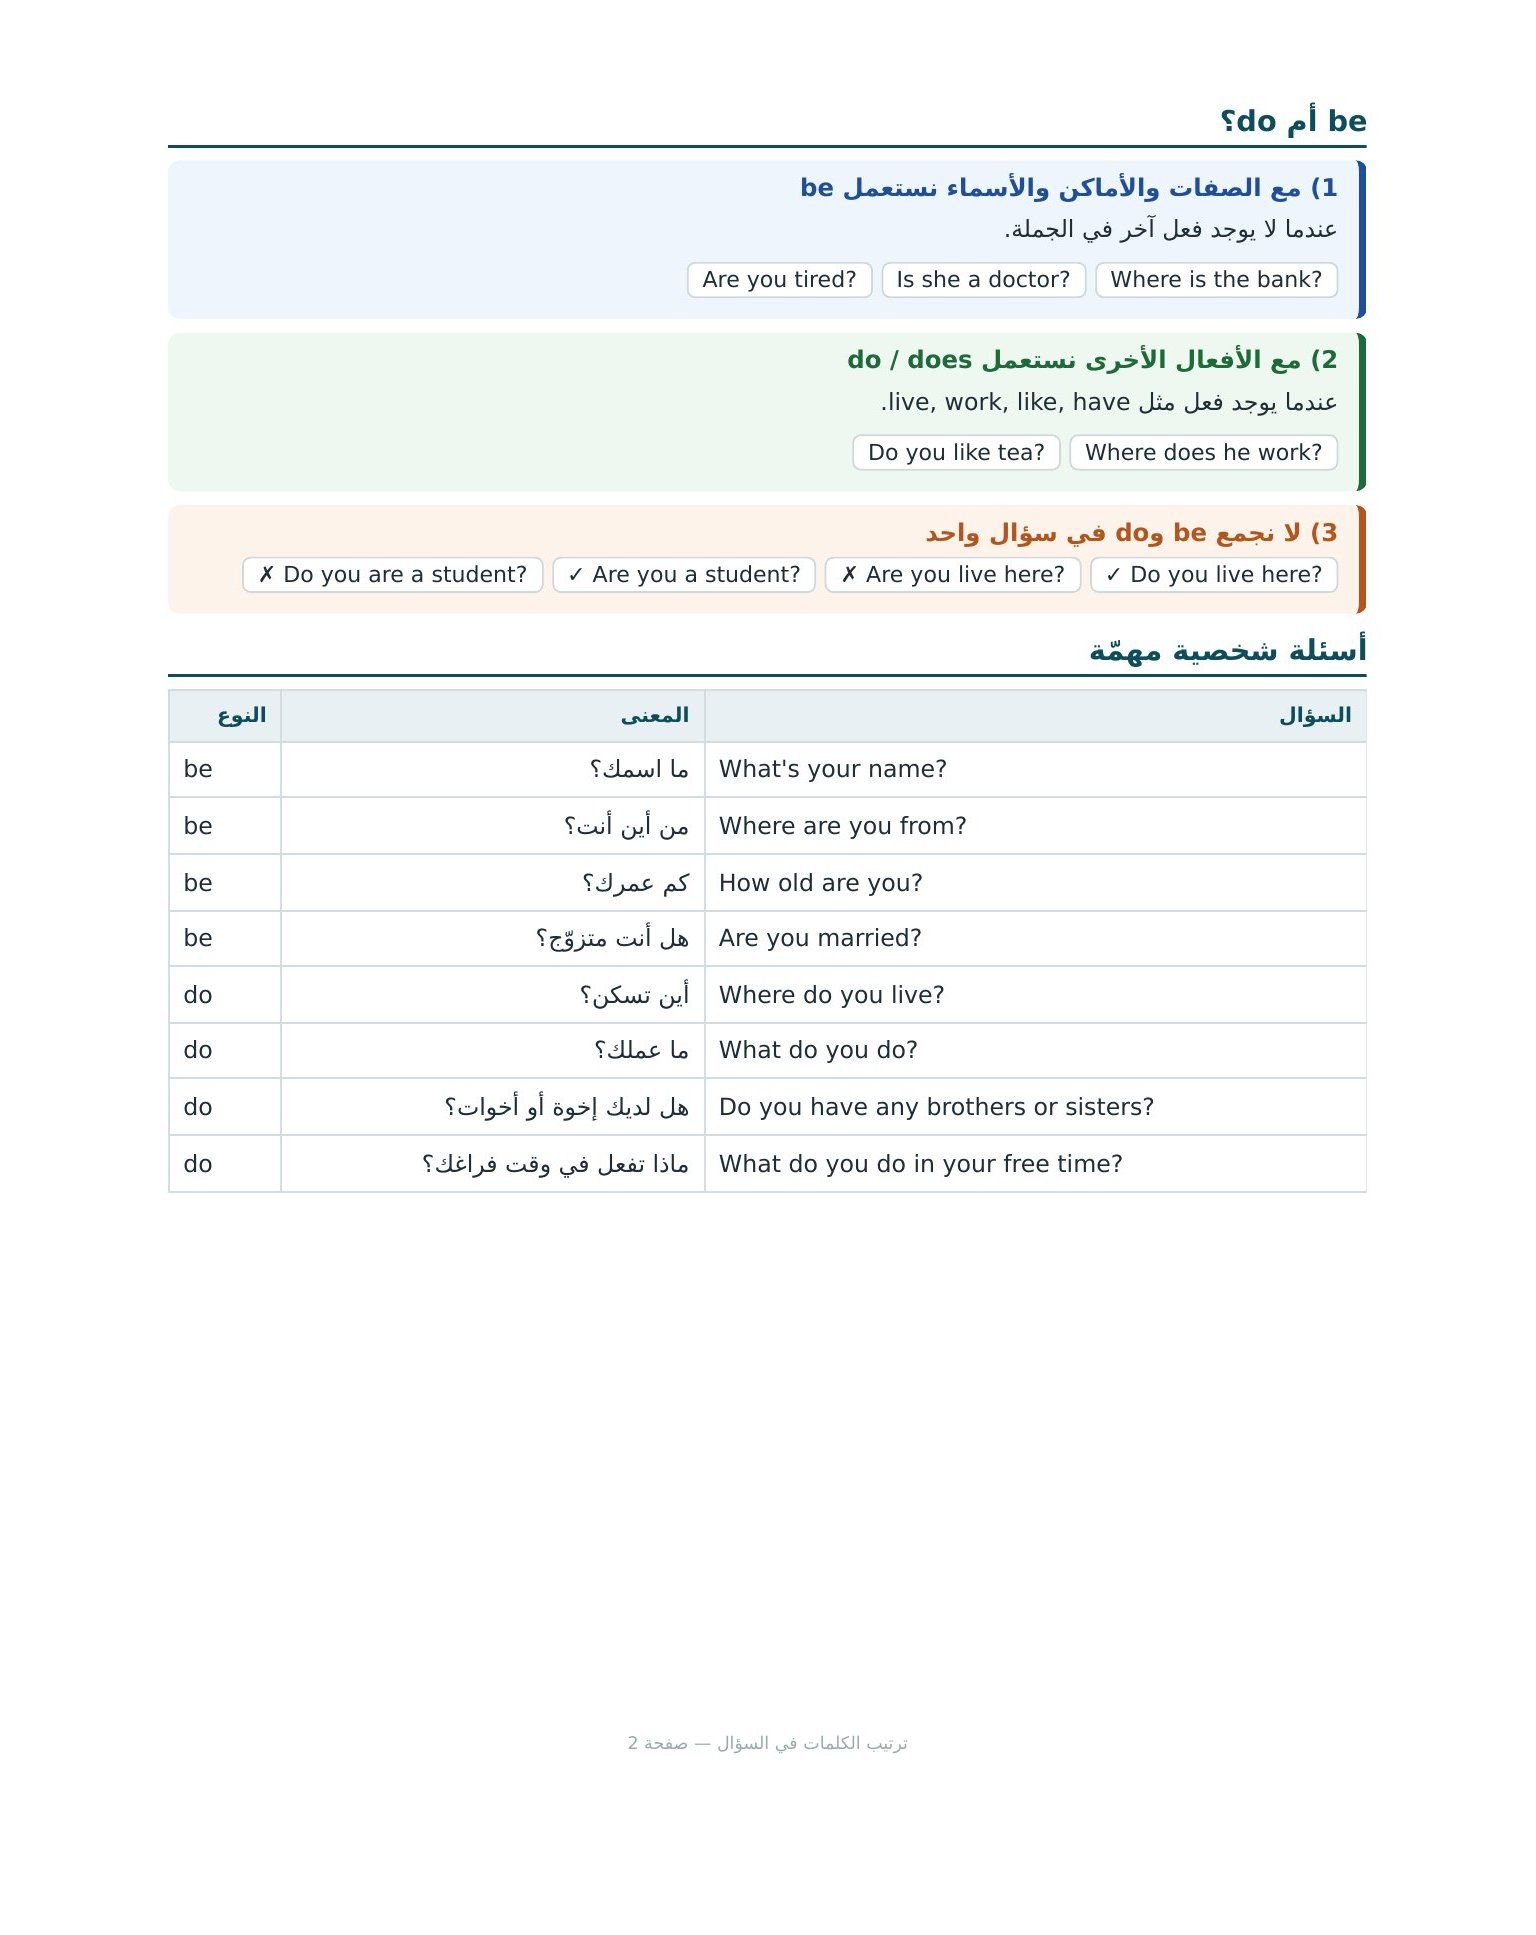 be أم do؟
1) مع الصفات والأماكن والأسماء نستعمل be
عندما لا يوجد فعل آخر في الجملة.
Where is the bank? Is she a doctor? Are you tired?
2) مع الأفعال الأخرى نستعمل do / does
عندما يوجد فعل مثل live, work, like, have.
Where does he work? Do you like tea?
3) لا نجمع be وdo في سؤال واحد
✓ Do you live here? ✗ Are you live here? ✓ Are you a student? ✗ Do you are a student?
أسئلة شخصية مهمّة
السؤال المعنى النوع
What's your name? ما اسمك؟ be
Where are you from? من أين أنت؟ be
How old are you? كم عمرك؟ be
Are you married? هل أنت متزوّج؟ be
Where do you live? أين تسكن؟ do
What do you do? ما عملك؟ do
Do you have any brothers or sisters? هل لديك إخوة أو أخوات؟ do
What do you do in your free time? ماذا تفعل في وقت فراغك؟ do
ترتيب الكلمات في السؤال — صفحة 2